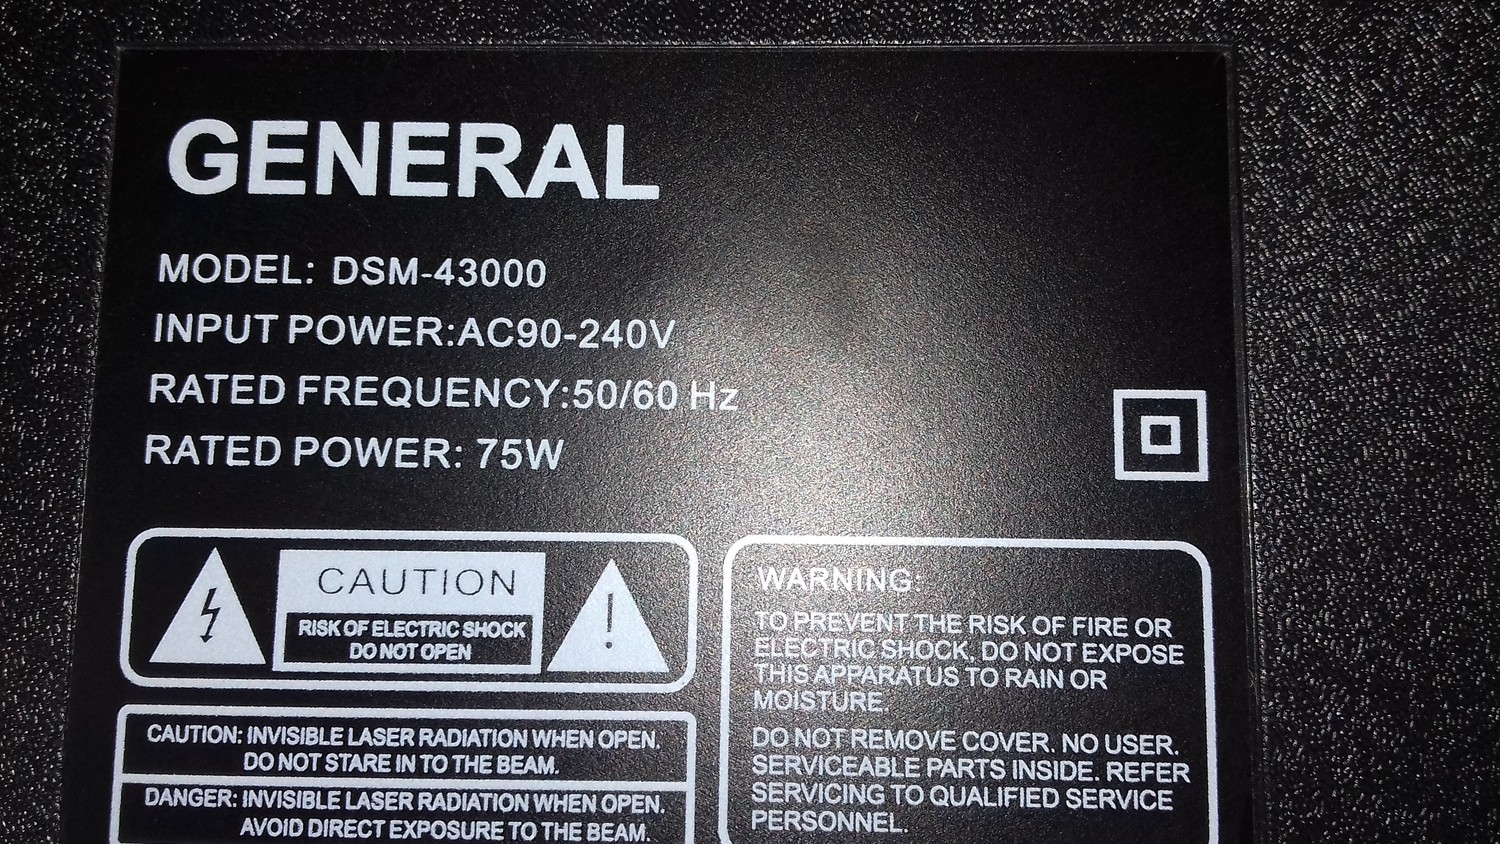 GENERAL
MODEL: DSM-43000
INPUT POWER:AC90-240V
RATED FREQUENCY:50/60 Hz
RATED POWER: 75W
CAUTION
RISK OF ELECTRIC SHOCK
DO NOT OPEN
CAUTION: INVISIBLE LASER RADIATION WHEN OPEN.
DO NOT STARE IN TO THE BEAM.
DANGER: INVISIBLE LASER RADIATION WHEN OPEN.
AVOID DIRECT EXPOSURE TO THE BEAM.
WARNING:
TO PREVENT THE RISK OF FIRE OR
ELECTRIC SHOCK, DO NOT EXPOSE
THIS APPARATUS TO RAIN OR
MOISTURE.
DO NOT REMOVE COVER. NO USER.
SERVICEABLE PARTS INSIDE. REFER
SERVICING TO QUALIFIED SERVICE
PERSONNEL.